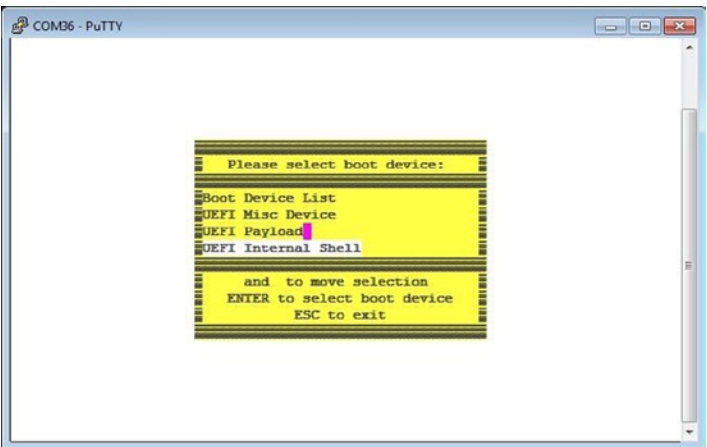 COM36 - PuTTY
Please select boot device:
Boot Device List
UEFI Misc Device
UEFI Payload
UEFI Internal Shell
and to move selection
ENTER to select boot device
ESC to exit